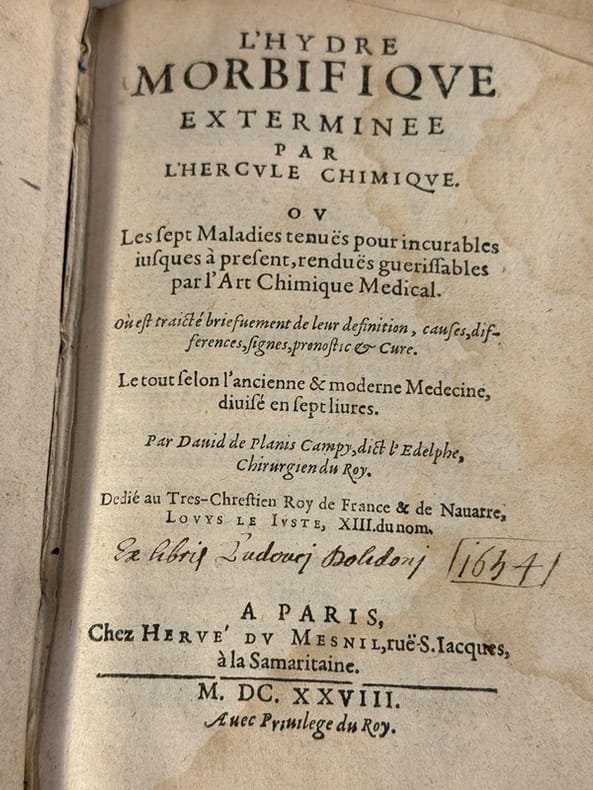 L'HYDRE
MORBIFIQVE
EXTERMINEE
PAR
L'HERCVLE CHIMIQVE.
OV
Les ſept Maladies tenuës pour incurables
iuſques à preſent, renduës gueriſſables
par l'Art Chimique Medical.
où eſt traicté briefuement de leur definition, cauſes, dif-
ferences, ſignes, prenoſtic & Cure.
Le tout ſelon l'ancienne & moderne Medecine,
diuiſé en ſept liures.
Par Dauid de Planis Campy, dict l'Edelphe,
Chirurgien du Roy.
Dedié au Tres-Chreſtien Roy de France & de Nauarre,
LOVYS LE IVSTE, XIII. du nom.
Ex libris Ludovicj 1654
A PARIS,
Chez HERVE' DV MESNIL, ruë S. Iacques,
à la Samaritaine.
M. DC. XXVIII.
Auec Priuilege du Roy.